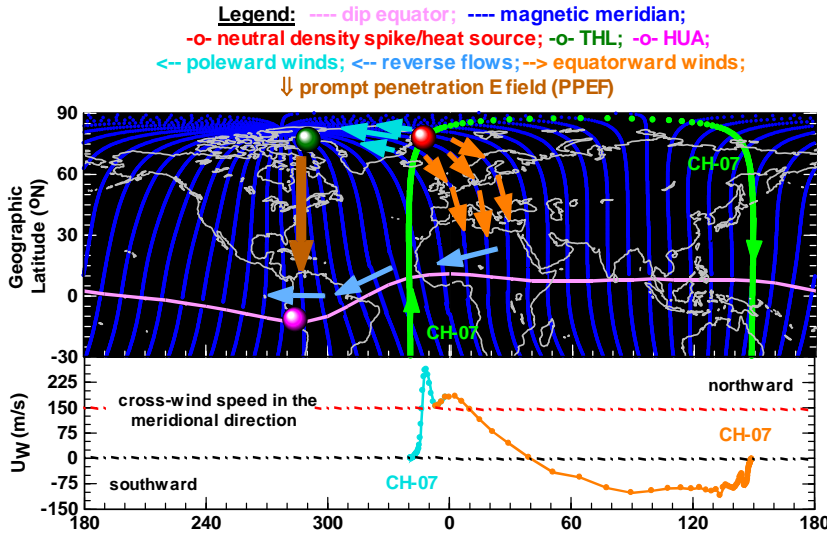 Legend: ---- dip equator; ---- magnetic meridian;
-o- neutral density spike/heat source; -o- THL; -o- HUA;
<-- poleward winds; <-- reverse flows; --> equatorward winds;
⇓ prompt penetration E field (PPEF)
90
60
30
0
-30
Geographic
Latitude (ON)
CH-07
CH-07
225
150
75
0
-75
-150
UW (m/s)
cross-wind speed in the
meridional direction
northward
CH-07
CH-07
southward
180 240 300 0 60 120 180